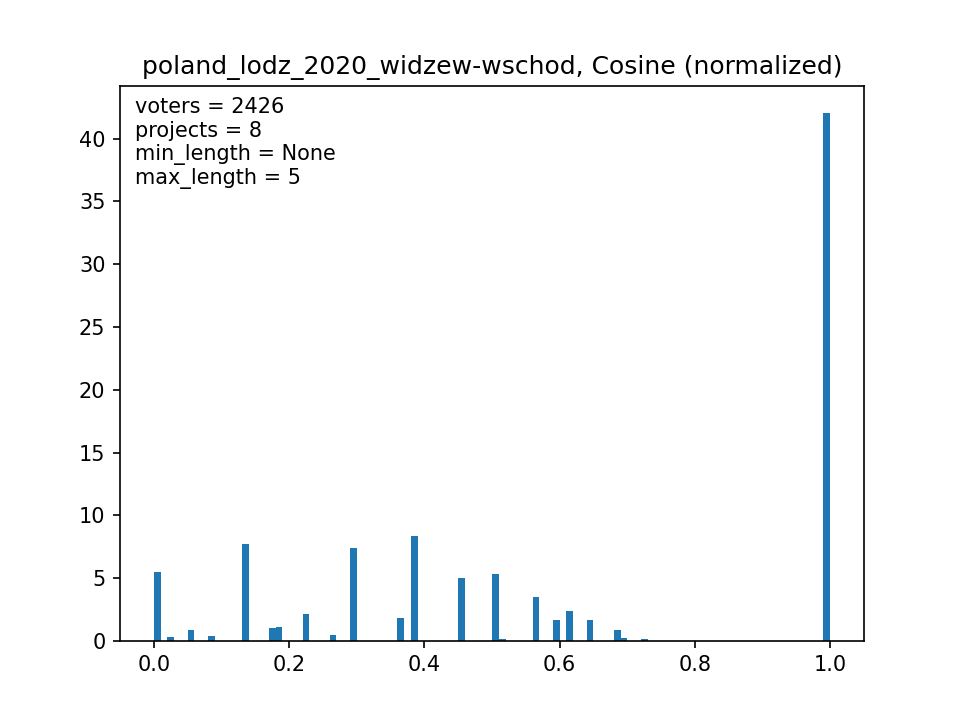 poland_lodz_2020_widzew-wschod, Cosine (normalized)
voters = 2426
projects = 8
min_length = None
max_length = 5
40
35
30
25
20
15
10
5
0
0.0 0.2 0.4 0.6 0.8 1.0